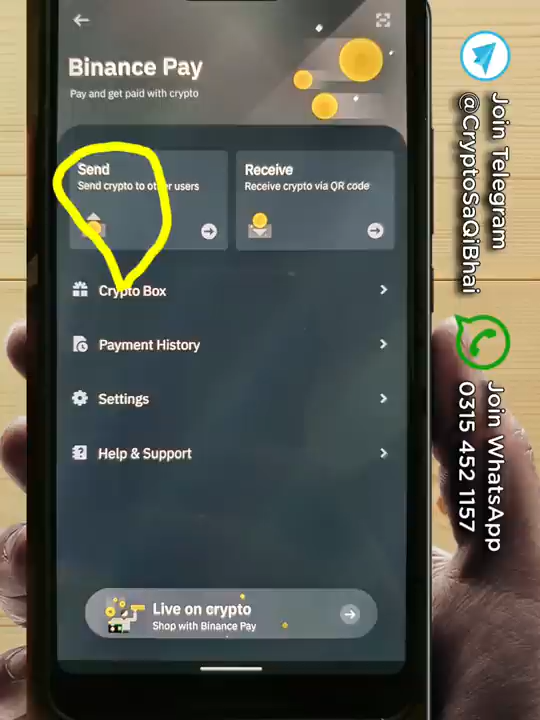 Binance Pay
Pay and get paid with crypto
Send
Send crypto to other users
Receive
Receive crypto via QR code
Crypto Box
Payment History
Settings
Help & Support
Live on crypto
Shop with Binance Pay
Join Telegram
@CryptoSaQiBhai
Join WhatsApp
0315 452 1157